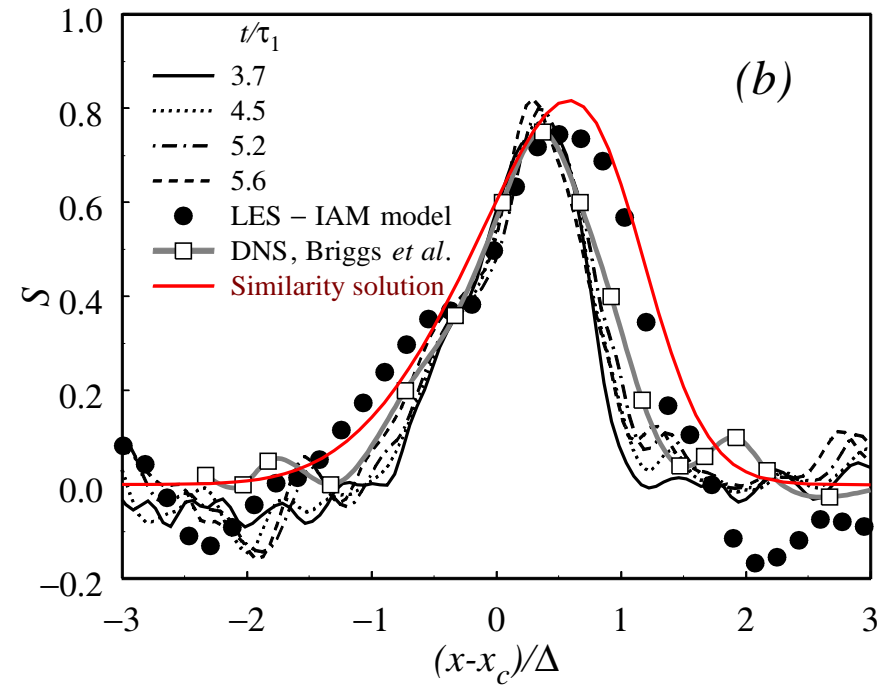 1.0
t/τ₁
3.7
(b)
0.8
4.5
5.2
5.6
0.6
LES – IAM model
DNS, Briggs et al.
S
Similarity solution
0.4
0.2
0.0
−0.2
−3 −2 −1 0 1 2 3
(x-x_c)/Δ